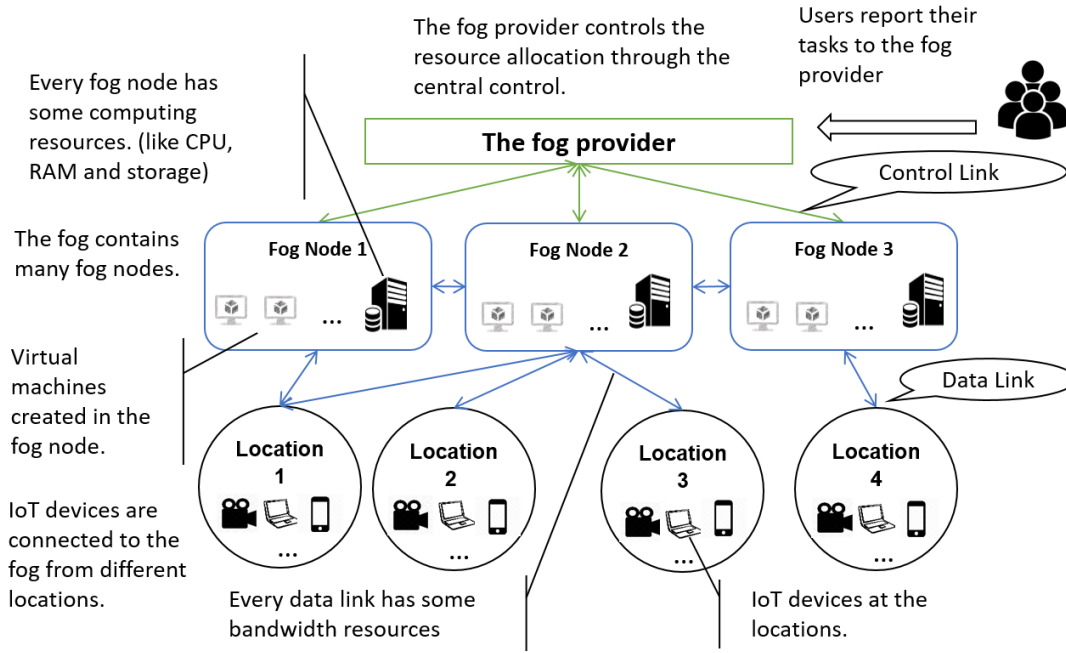 The fog provider controls the
resource allocation through the
central control.
Users report their
tasks to the fog
provider
Every fog node has
some computing
resources. (like CPU,
RAM and storage)
The fog provider
Control Link
The fog contains
many fog nodes.
Fog Node 1
...
Fog Node 2
...
Fog Node 3
...
Virtual
machines
created in the
fog node.
Data Link
Location
1
...
Location
2
...
Location
3
...
Location
4
...
IoT devices are
connected to the
fog from different
locations.
Every data link has some
bandwidth resources
IoT devices at the
locations.